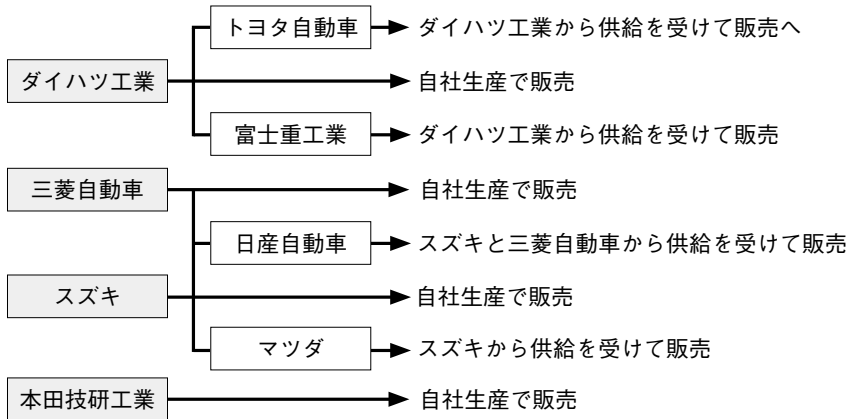 トヨタ自動車 ダイハツ工業から供給を受けて販売へ
ダイハツ工業 自社生産で販売
富士重工業 ダイハツ工業から供給を受けて販売
三菱自動車 自社生産で販売
日産自動車 スズキと三菱自動車から供給を受けて販売
スズキ 自社生産で販売
マツダ スズキから供給を受けて販売
本田技研工業 自社生産で販売